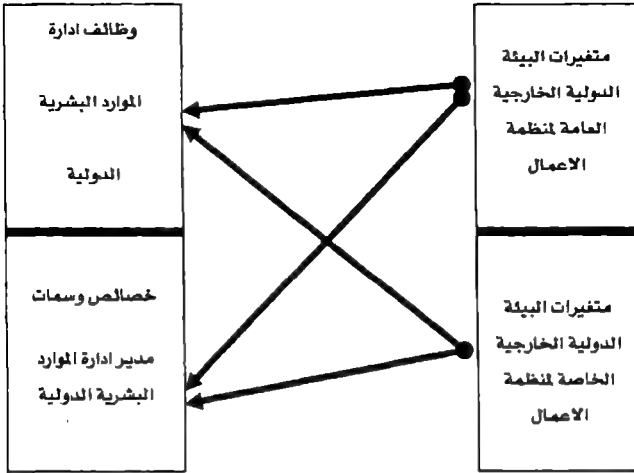 متغيرات البيئة
الدولية الخارجية
العامة لمنظمة
الاعمال
متغيرات البيئة
الدولية الخارجية
الخاصة لمنظمة
الاعمال
وظائف ادارة
الموارد البشرية
الدولية
خصائص وسمات
مدير ادارة الموارد
البشرية الدولية